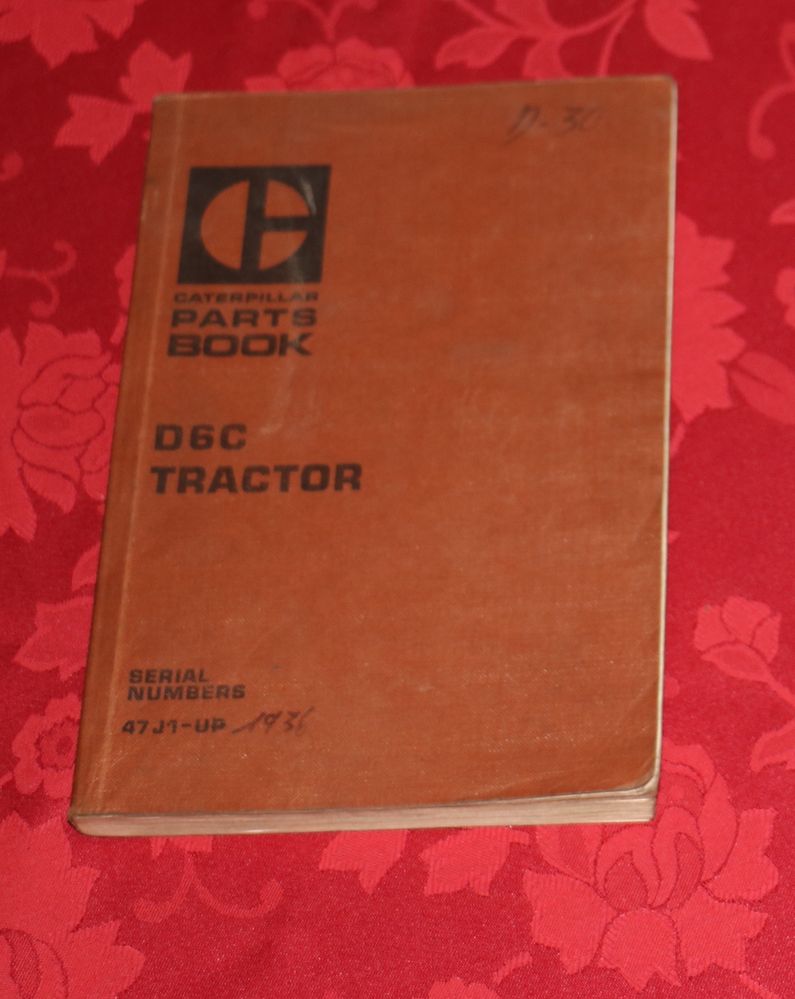 D-30
CATERPILLAR
PARTS
BOOK
D6C
TRACTOR
SERIAL
NUMBERS
47J1-UP 1936